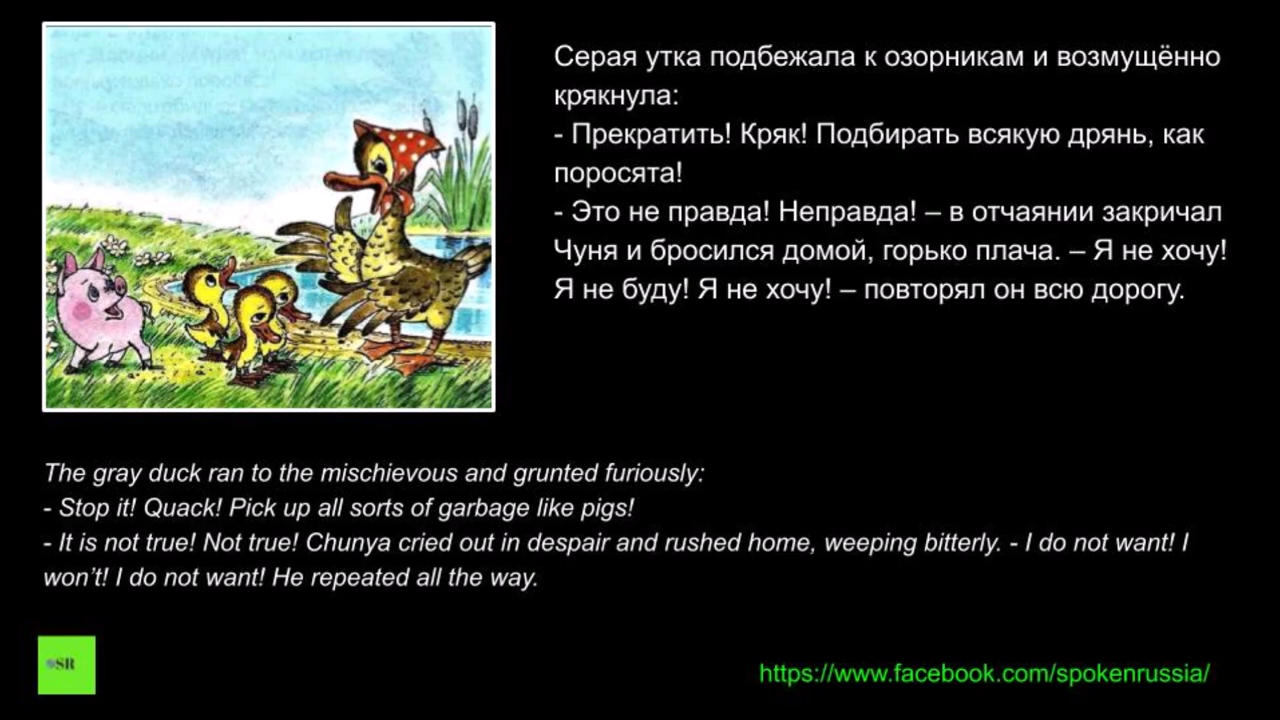 Серая утка подбежала к озорникам и возмущённо
крякнула:
- Прекратить! Кряк! Подбирать всякую дрянь, как
поросята!
- Это не правда! Неправда! – в отчаянии закричал
Чуня и бросился домой, горько плача. – Я не хочу!
Я не буду! Я не хочу! – повторял он всю дорогу.
The gray duck ran to the mischievous and grunted furiously:
- Stop it! Quack! Pick up all sorts of garbage like pigs!
- It is not true! Not true! Chunya cried out in despair and rushed home, weeping bitterly. - I do not want! I
won't! I do not want! He repeated all the way.
SR
https://www.facebook.com/spokenrussia/